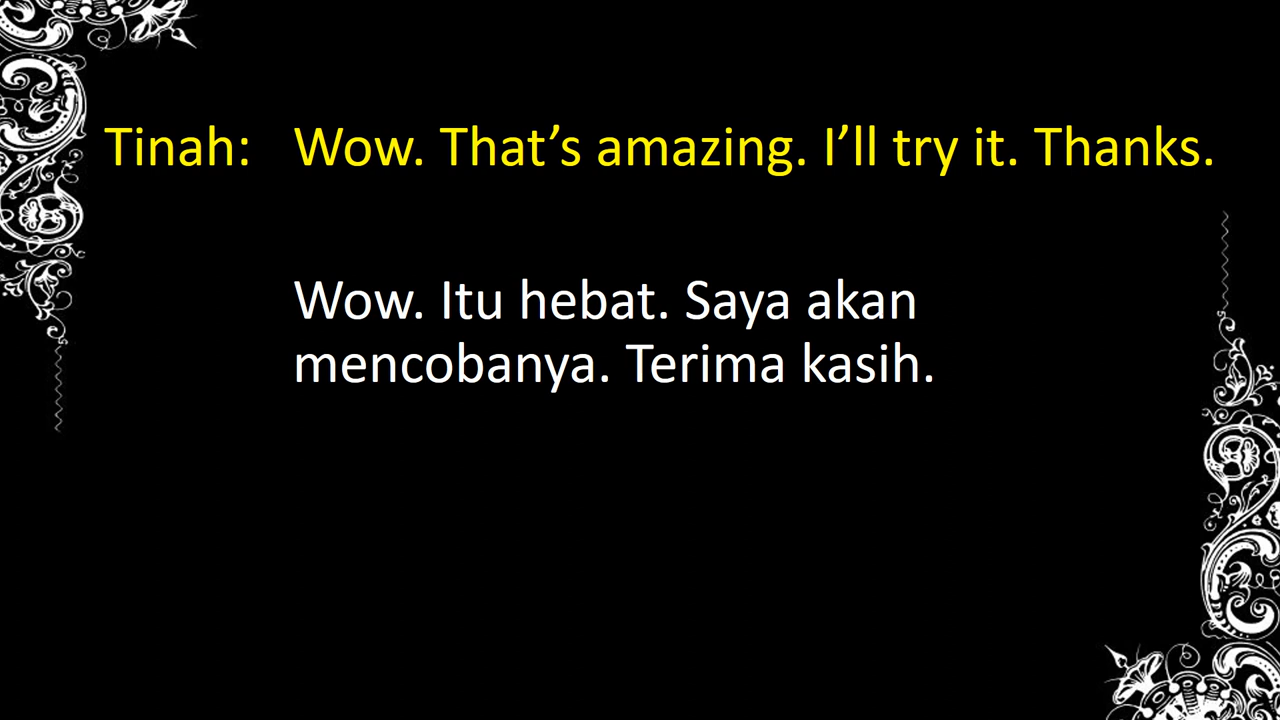 Tinah: Wow. That’s amazing. I’ll try it. Thanks.
Wow. Itu hebat. Saya akan
mencobanya. Terima kasih.